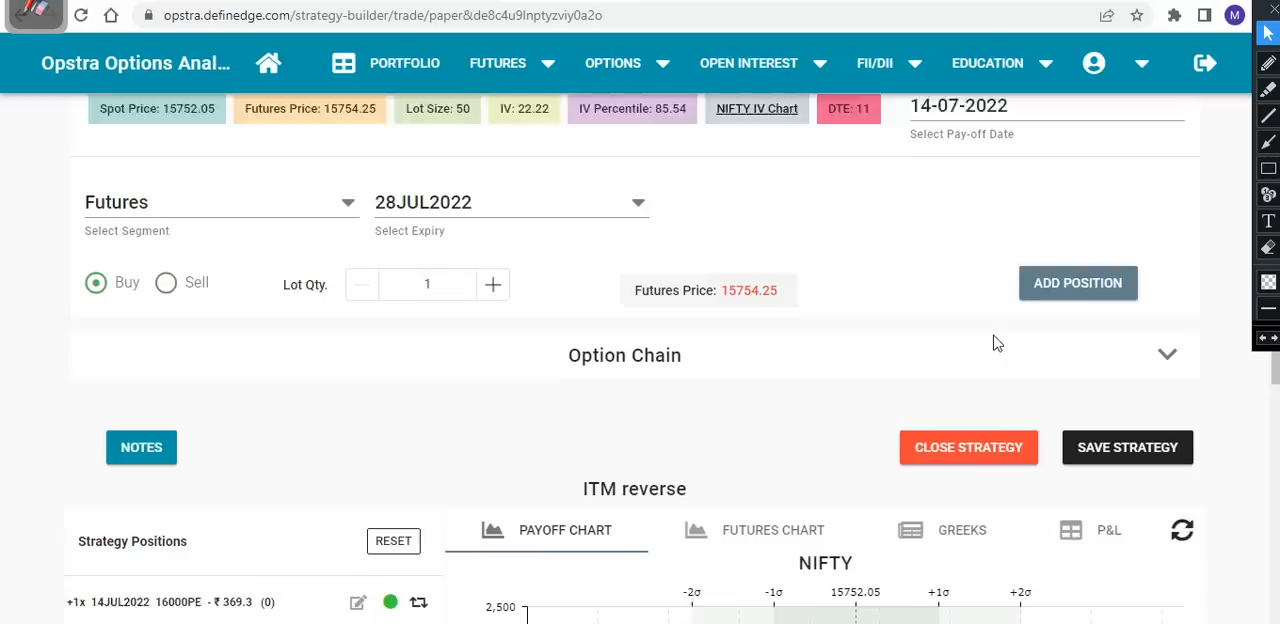 opstra.definedge.com/strategy-builder/trade/paper&de8c4u9lnptyzviy0a2o
M
Opstra Options Anal... PORTFOLIO FUTURES OPTIONS OPEN INTEREST FII/DII EDUCATION
Spot Price: 15752.05 Futures Price: 15754.25 Lot Size: 50 IV: 22.22 IV Percentile: 85.54 NIFTY IV Chart DTE: 11 14-07-2022
Select Pay-off Date
Futures 28JUL2022
Select Segment Select Expiry
Buy Sell Lot Qty. 1 Futures Price: 15754.25 ADD POSITION
Option Chain
NOTES CLOSE STRATEGY SAVE STRATEGY
ITM reverse
Strategy Positions RESET PAYOFF CHART FUTURES CHART GREEKS P&L
NIFTY
-2σ -1σ 15752.05 +1σ +2σ
+1x 14JUL2022 16000PE - ₹ 369.3 (0)
2,500